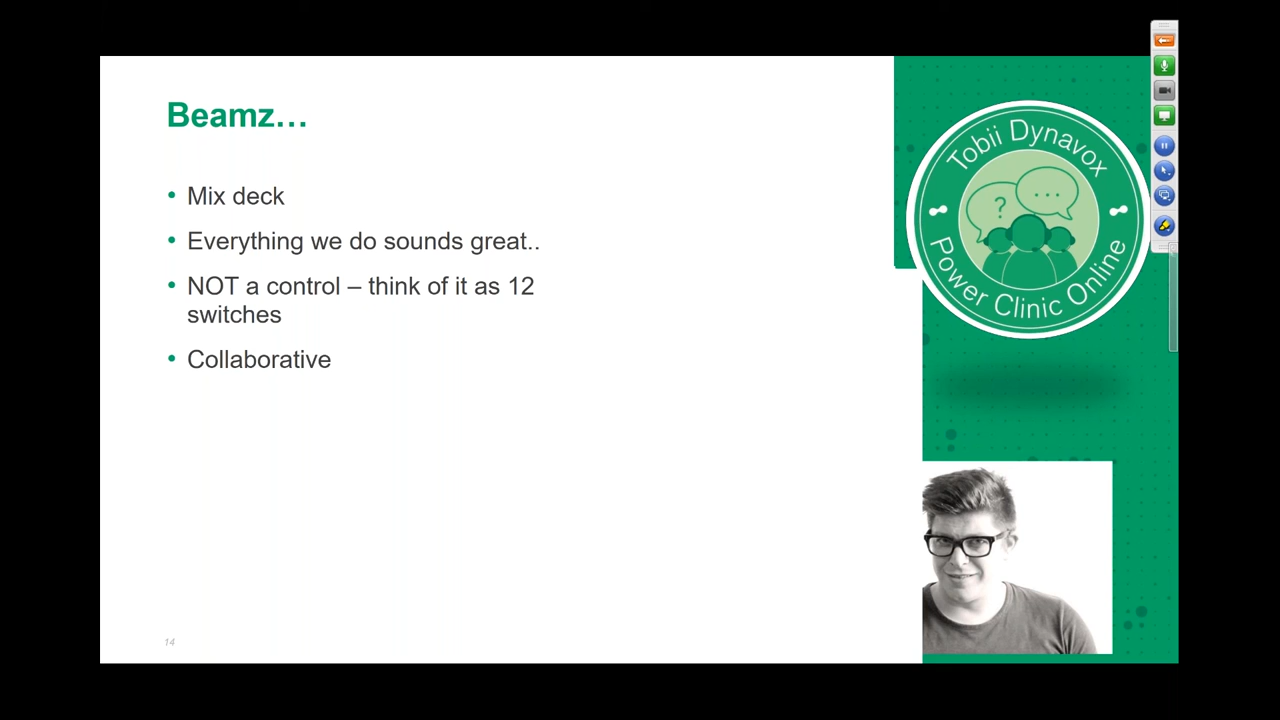 Beamz…
• Mix deck
• Everything we do sounds great..
• NOT a control – think of it as 12
switches
• Collaborative
14
Tobii Dynavox
?
...
Power Clinic Online